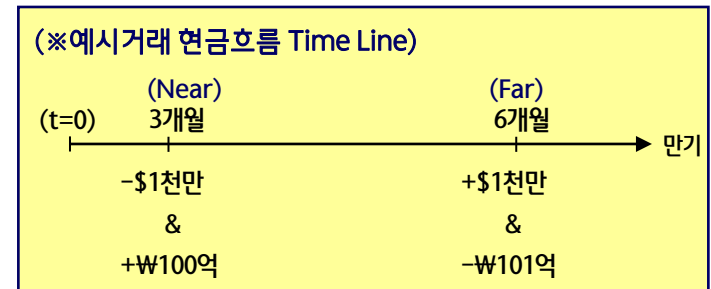 (※예시거래 현금흐름 Time Line)
(Near) (Far)
(t=0) 3개월 6개월
만기
-$1천만 +$1천만
& &
+₩100억 -₩101억